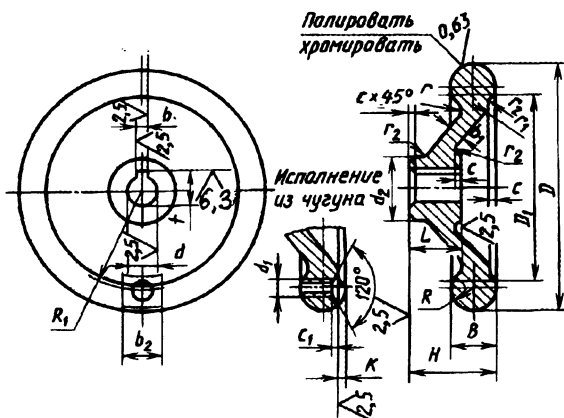 Полировать
хромировать
0,63
2,5
b
2,5
c × 45°
r
r₂
r₁
r₂
r₂
6,3
t
Исполнение
из чугуна
d₂
c
c
D₁
D
2,5
d
2,5
L
d₁
120°
R₁
R
B
b₂
c₁
K
2,5
H
2,5